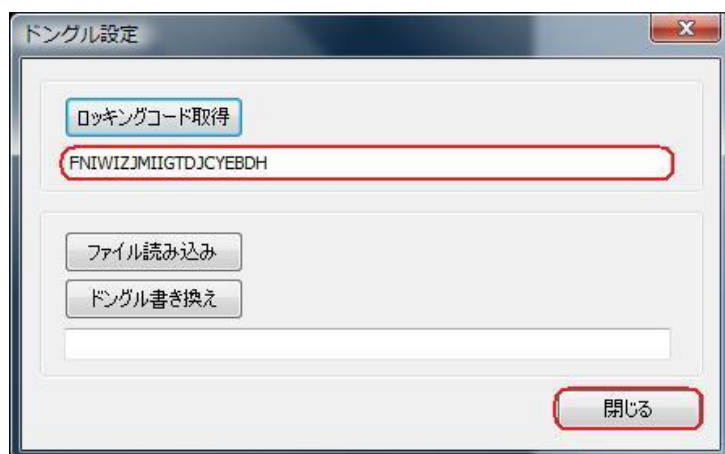 ドングル設定
ロッキングコード取得
FNIWIZJMIIGTDJCYEBDH
ファイル読み込み
ドングル書き換え
閉じる